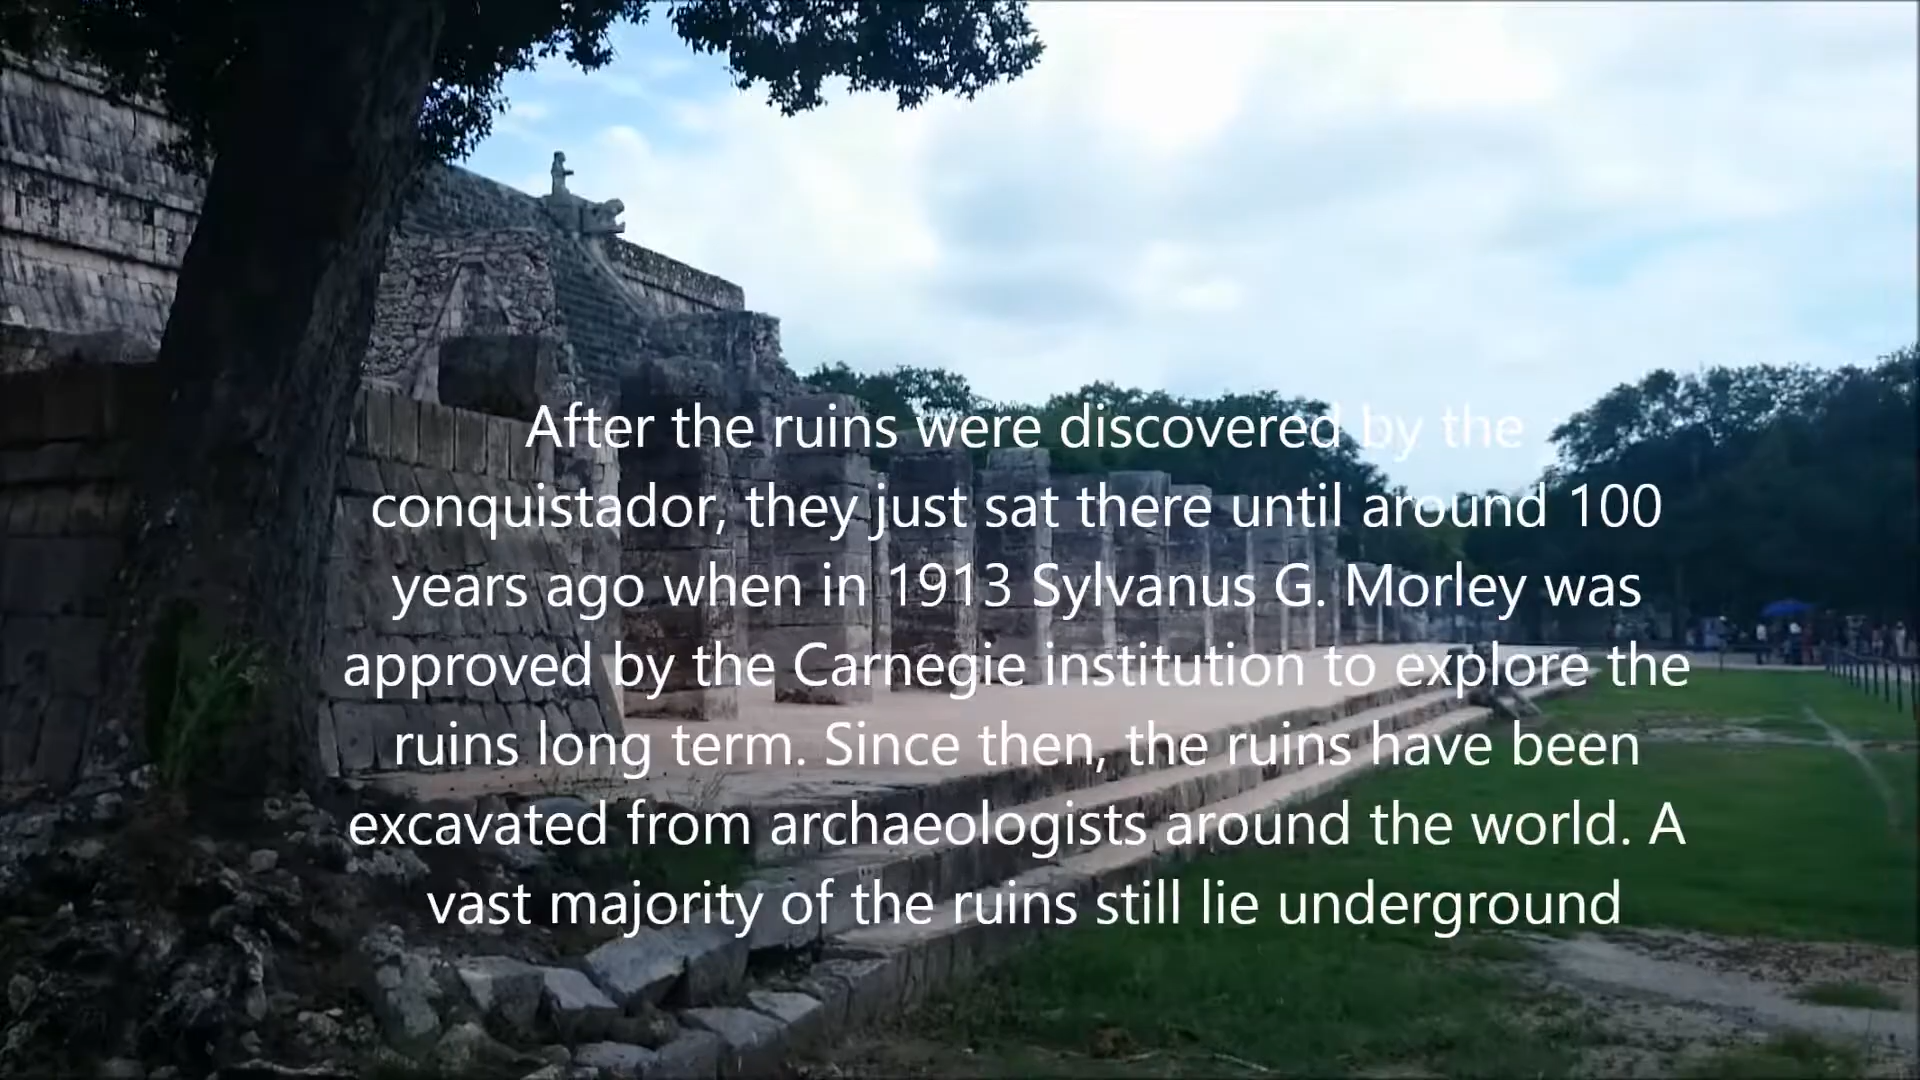 After the ruins were discovered by the
conquistador, they just sat there until around 100
years ago when in 1913 Sylvanus G. Morley was
approved by the Carnegie institution to explore the
ruins long term. Since then, the ruins have been
excavated from archaeologists around the world. A
vast majority of the ruins still lie underground